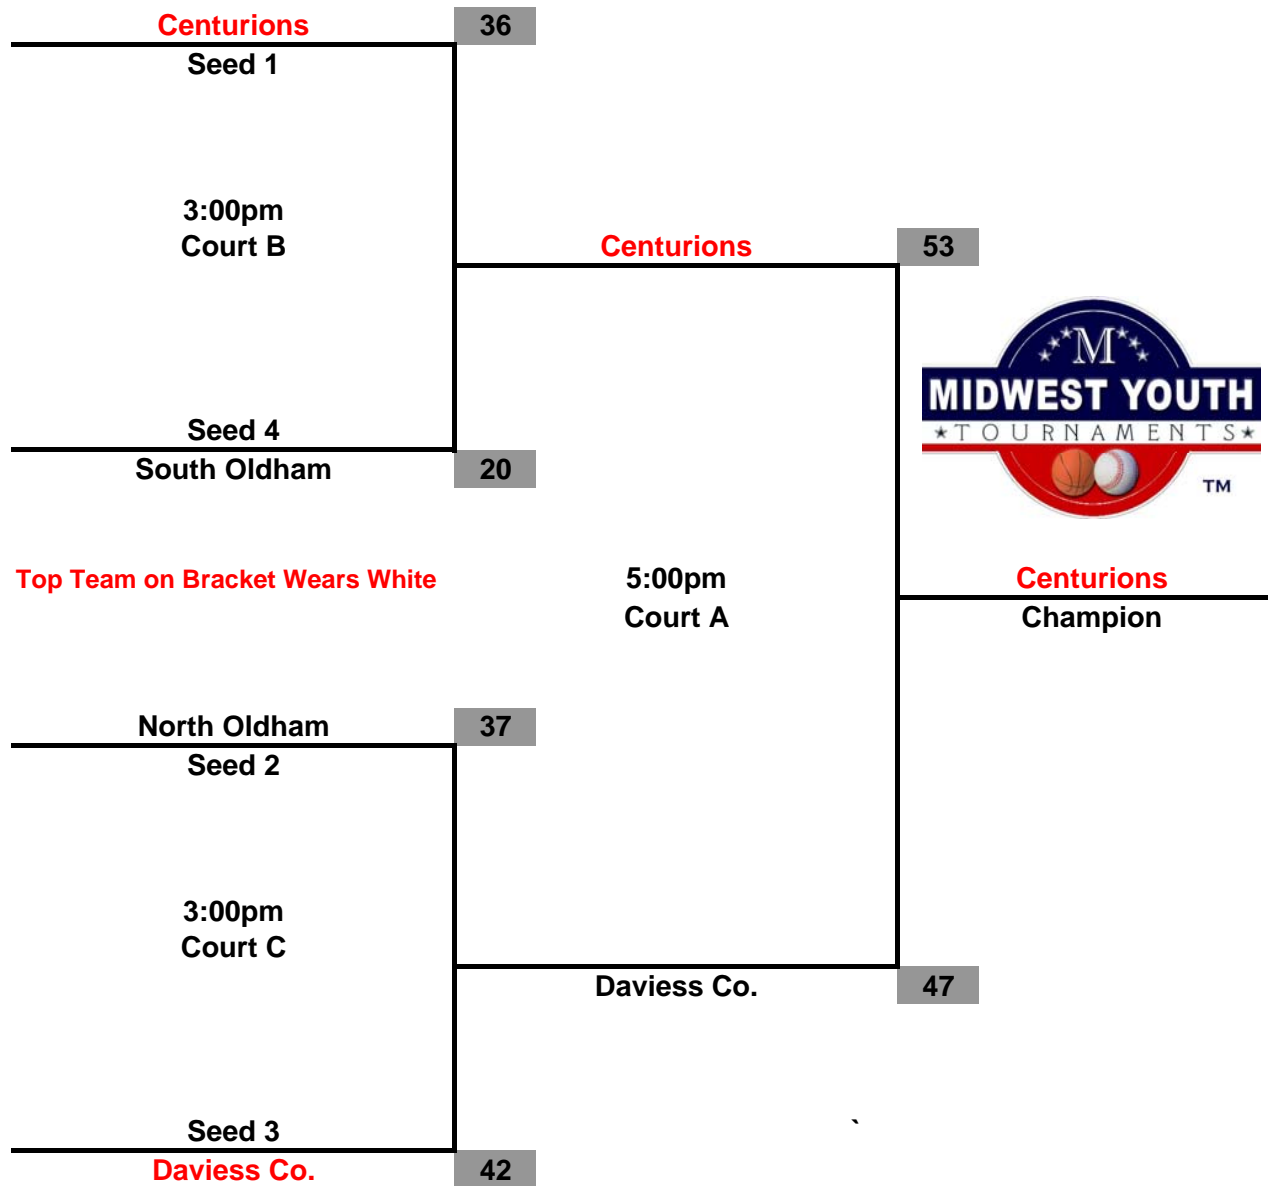 Centurions 36
Seed 1
3:00pm
Court B
Centurions 53
M
MIDWEST YOUTH
TOURNAMENTS
TM
Seed 4
South Oldham 20
Top Team on Bracket Wears White
5:00pm
Court A
Centurions
Champion
North Oldham 37
Seed 2
3:00pm
Court C
Daviess Co. 47
`
Seed 3
Daviess Co. 42